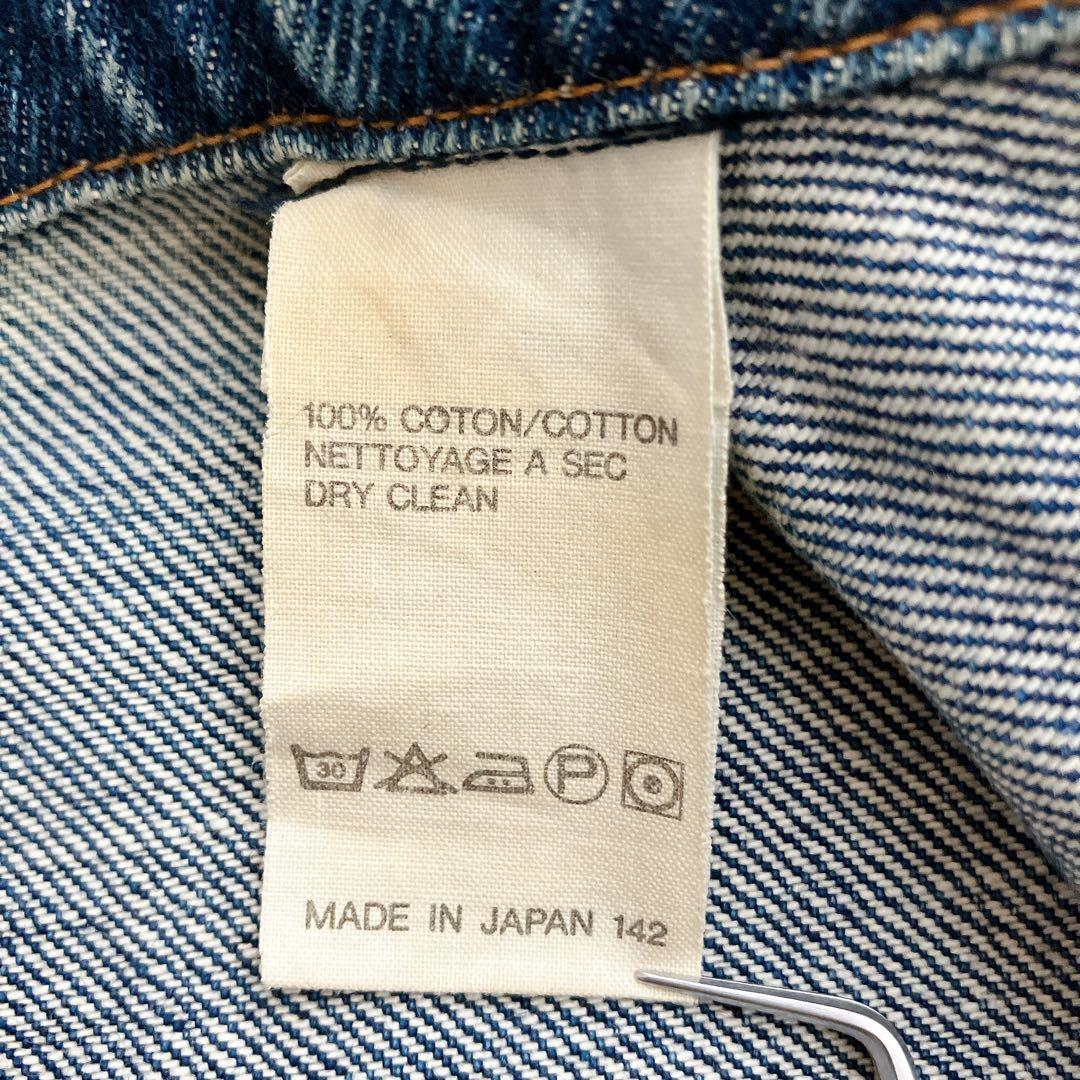 100% COTON/COTTON
NETTOYAGE A SEC
DRY CLEAN
30 P
MADE IN JAPAN 142